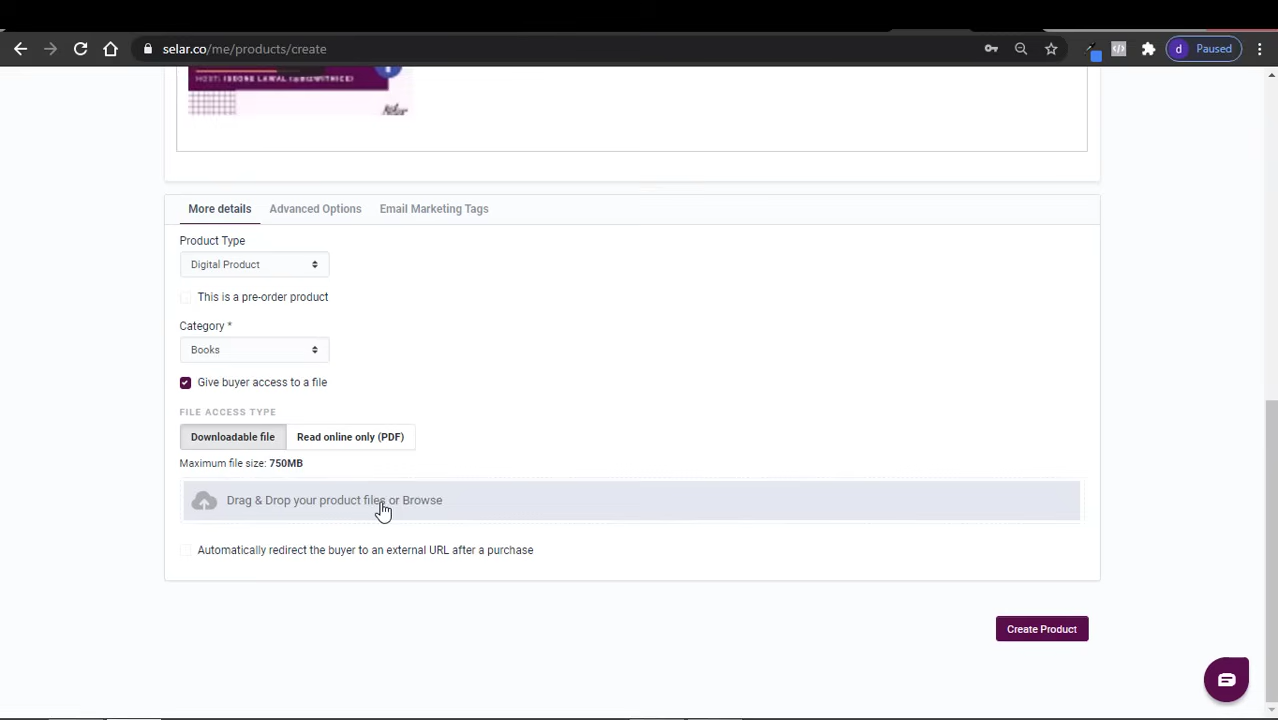 selar.co/me/products/create
d Paused
HOST:
More details Advanced Options Email Marketing Tags
Product Type
Digital Product
This is a pre-order product
Category *
Books
Give buyer access to a file
FILE ACCESS TYPE
Downloadable file Read online only (PDF)
Maximum file size: 750MB
Drag & Drop your product files or Browse
Automatically redirect the buyer to an external URL after a purchase
Create Product